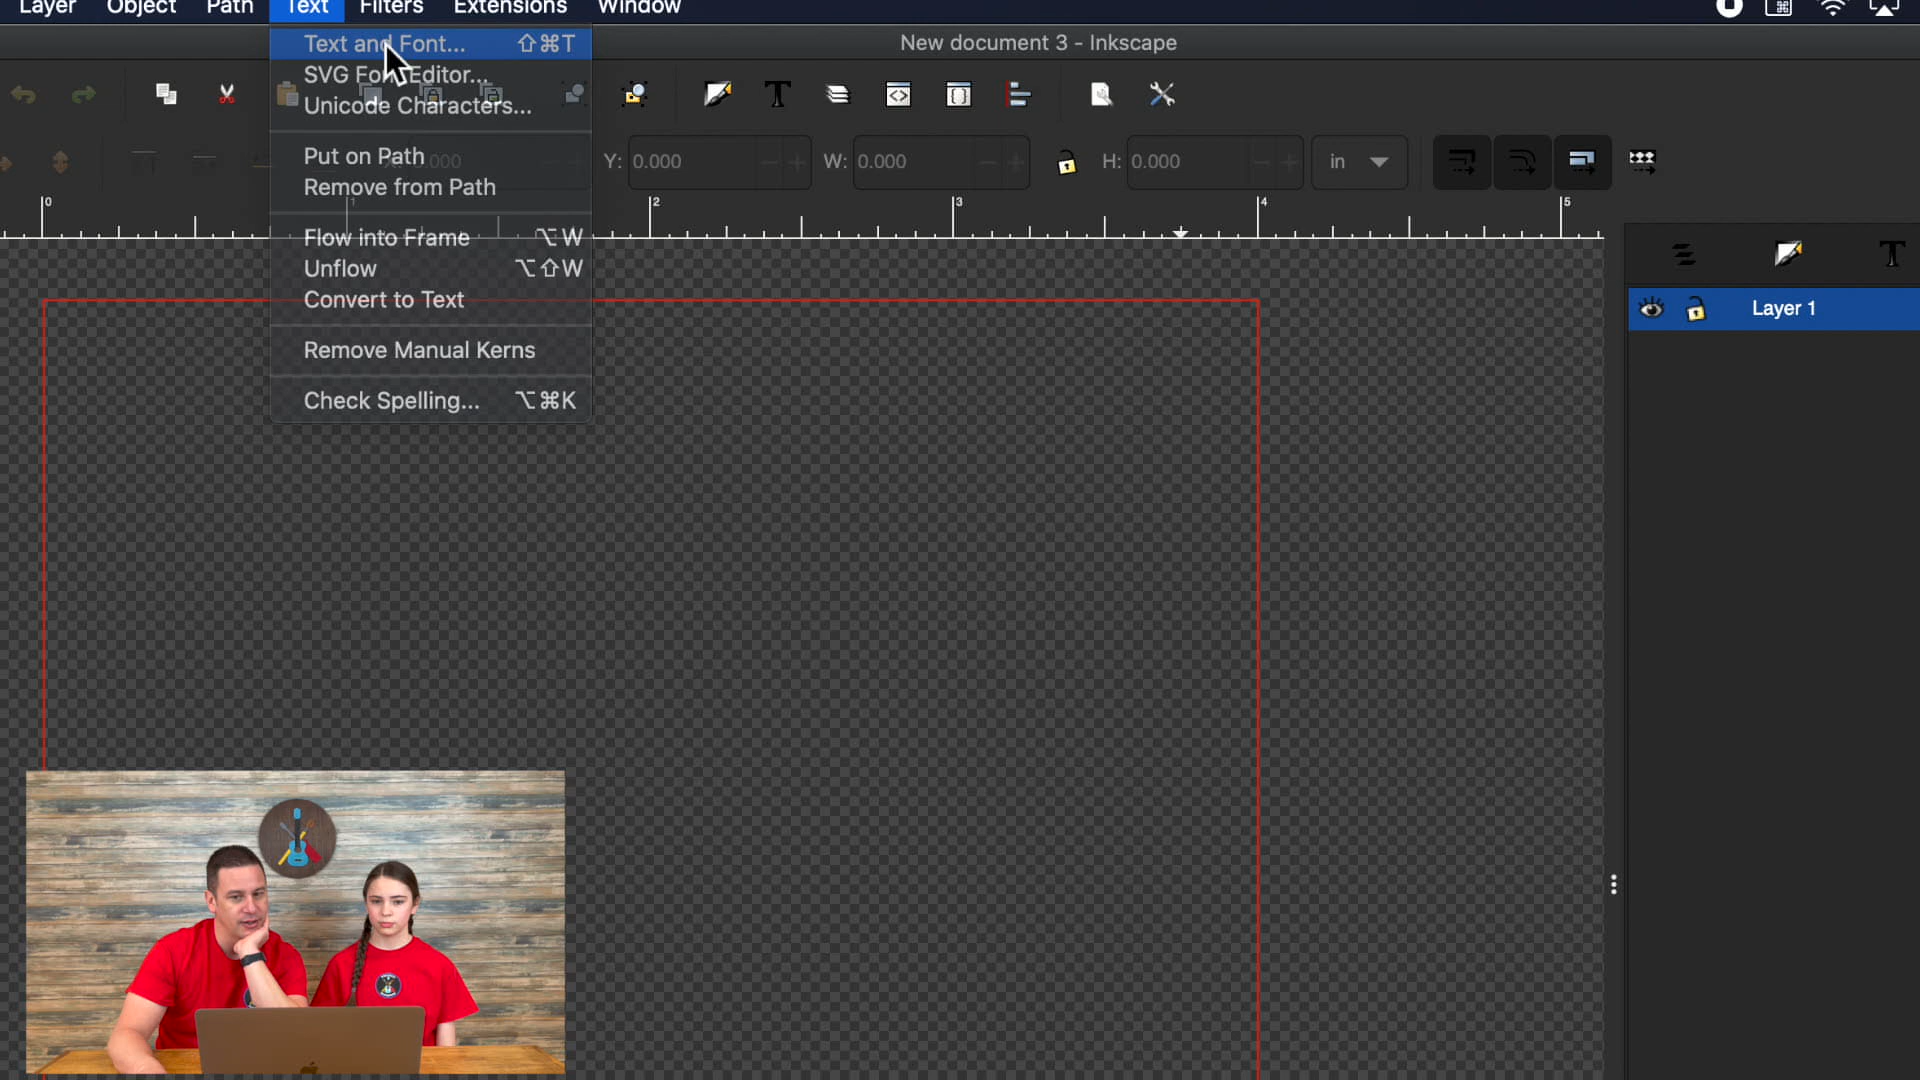 Layer Object Path Text Filters Extensions Window
New document 3 - Inkscape
Text and Font... ⇧⌘T
SVG Font Editor...
Unicode Characters...
Put on Path
Remove from Path
Flow into Frame ⌥W
Unflow ⌥⇧W
Convert to Text
Remove Manual Kerns
Check Spelling... ⌥⌘K
Y: 0.000 W: 0.000 H: 0.000 in
0 1 2 3 4 5
Layer 1